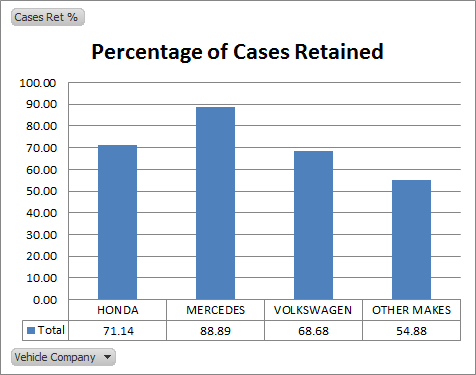 Cases Ret %
Percentage of Cases Retained
100.00
90.00
80.00
70.00
60.00
50.00
40.00
30.00
20.00
10.00
0.00
HONDA MERCEDES VOLKSWAGEN OTHER MAKES
Total 71.14 88.89 68.68 54.88
Vehicle Company